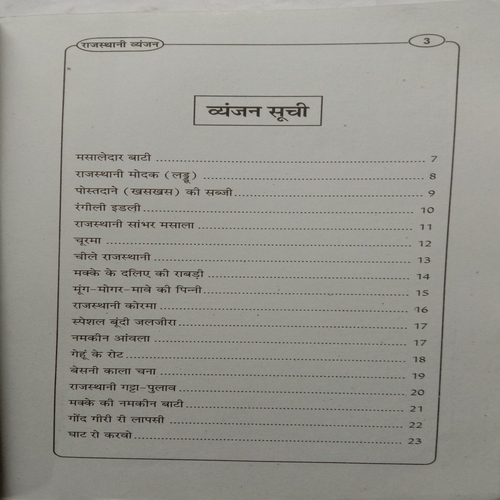 राजस्थानी व्यंजन
3
व्यंजन सूची
मसालेदार बाटी ........ 7
राजस्थानी मोदक (लड्डू) ........ 8
पोस्तदाने (खसखस) की सब्जी ........ 9
रंगीली इडली ........ 10
राजस्थानी सांभर मसाला ........ 11
चूरमा ........ 12
चीले राजस्थानी ........ 13
मक्के के दलिए की राबड़ी ........ 14
मूंग-मोगर-मावे की पिन्नी ........ 15
राजस्थानी कोरमा ........ 16
स्पेशल बूंदी जलजीरा ........ 17
नमकीन आंवला ........ 17
गेहूं के रोट ........ 18
बेसनी काला चना ........ 19
राजस्थानी गट्टा-पुलाव ........ 20
मक्के की नमकीन बाटी ........ 21
गोंद गीरी री लापसी ........ 22
घाट रो करवो ........ 23